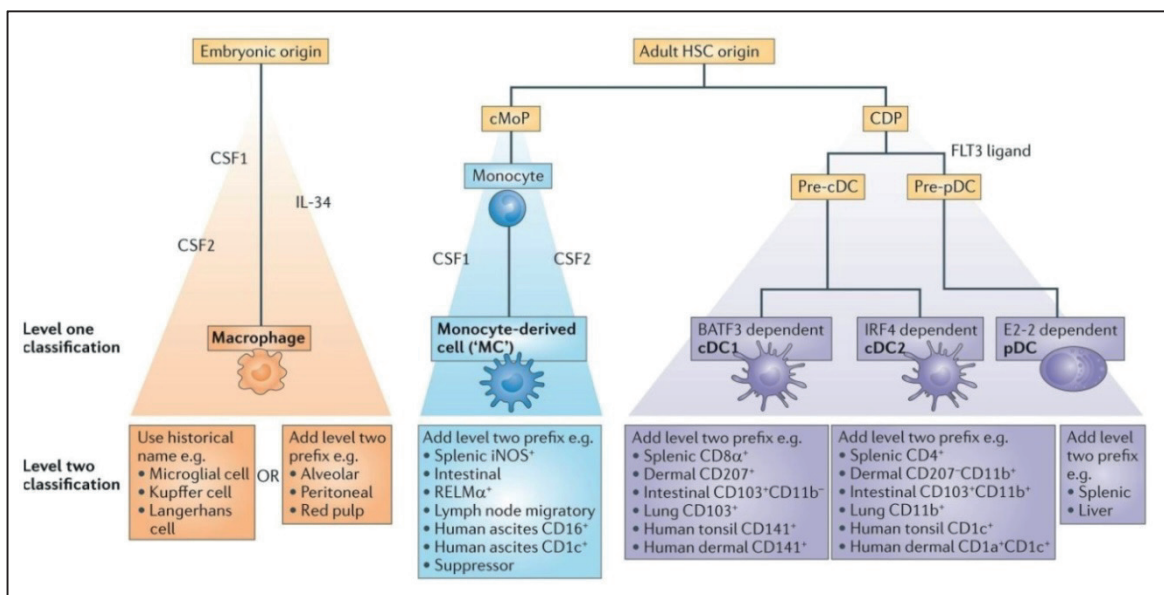 Embryonic origin
Adult HSC origin
cMoP
CDP
FLT3 ligand
CSF1
Monocyte
Pre-cDC
Pre-pDC
IL-34
CSF2
CSF1
CSF2
Level one
classification
Macrophage
Monocyte-derived
cell (‘MC’)
BATF3 dependent
cDC1
IRF4 dependent
cDC2
E2-2 dependent
pDC
Level two
classification
Use historical
name e.g.
• Microglial cell
• Kupffer cell
• Langerhans
cell
OR
Add level two
prefix e.g.
• Alveolar
• Peritoneal
• Red pulp
Add level two prefix e.g.
• Splenic iNOS⁺
• Intestinal
• RELMα⁺
• Lymph node migratory
• Human ascites CD16⁺
• Human ascites CD1c⁺
• Suppressor
Add level two prefix e.g.
• Splenic CD8α⁺
• Dermal CD207⁺
• Intestinal CD103⁺CD11b⁻
• Lung CD103⁺
• Human tonsil CD141⁺
• Human dermal CD141⁺
Add level two prefix e.g.
• Splenic CD4⁺
• Dermal CD207⁻CD11b⁺
• Intestinal CD103⁺CD11b⁺
• Lung CD11b⁺
• Human tonsil CD1c⁺
• Human dermal CD1a⁺CD1c⁺
Add level
two prefix
e.g.
• Splenic
• Liver